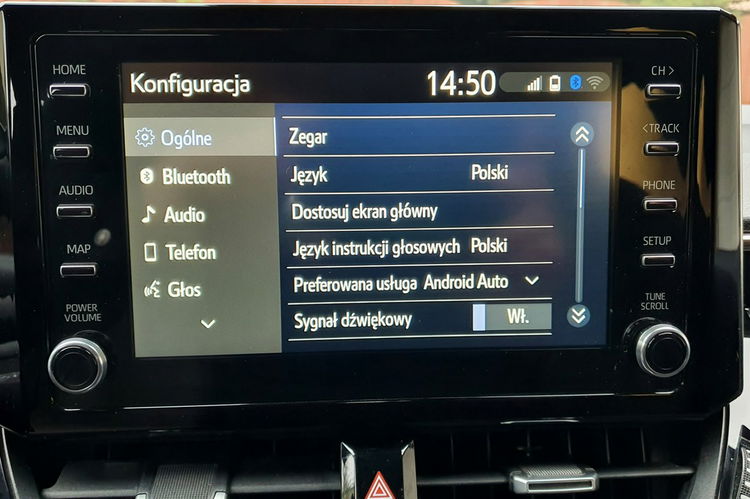 HOME
MENU
AUDIO
MAP
POWER
VOLUME
Konfiguracja
14:50
Ogólne
Bluetooth
Audio
Telefon
Głos
Zegar
Język Polski
Dostosuj ekran główny
Język instrukcji głosowych Polski
Preferowana usługa Android Auto
Sygnał dźwiękowy Wł.
CH >
< TRACK
PHONE
SETUP
TUNE
SCROLL